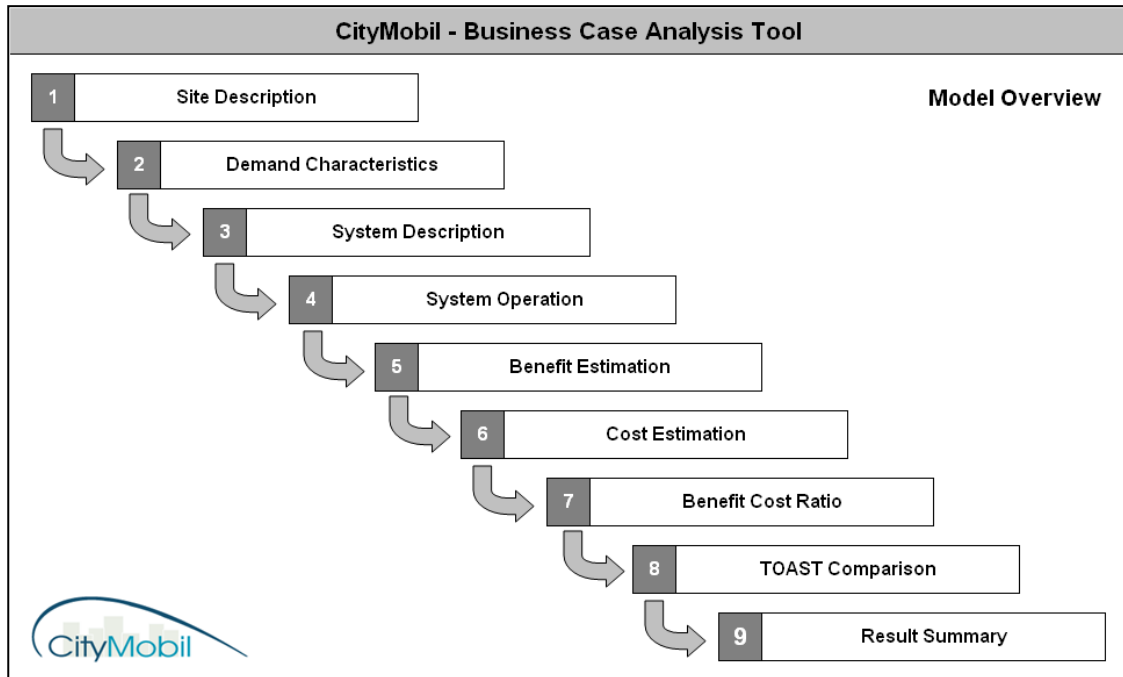 CityMobil - Business Case Analysis Tool
1 Site Description
Model Overview
2 Demand Characteristics
3 System Description
4 System Operation
5 Benefit Estimation
6 Cost Estimation
7 Benefit Cost Ratio
8 TOAST Comparison
9 Result Summary
CityMobil